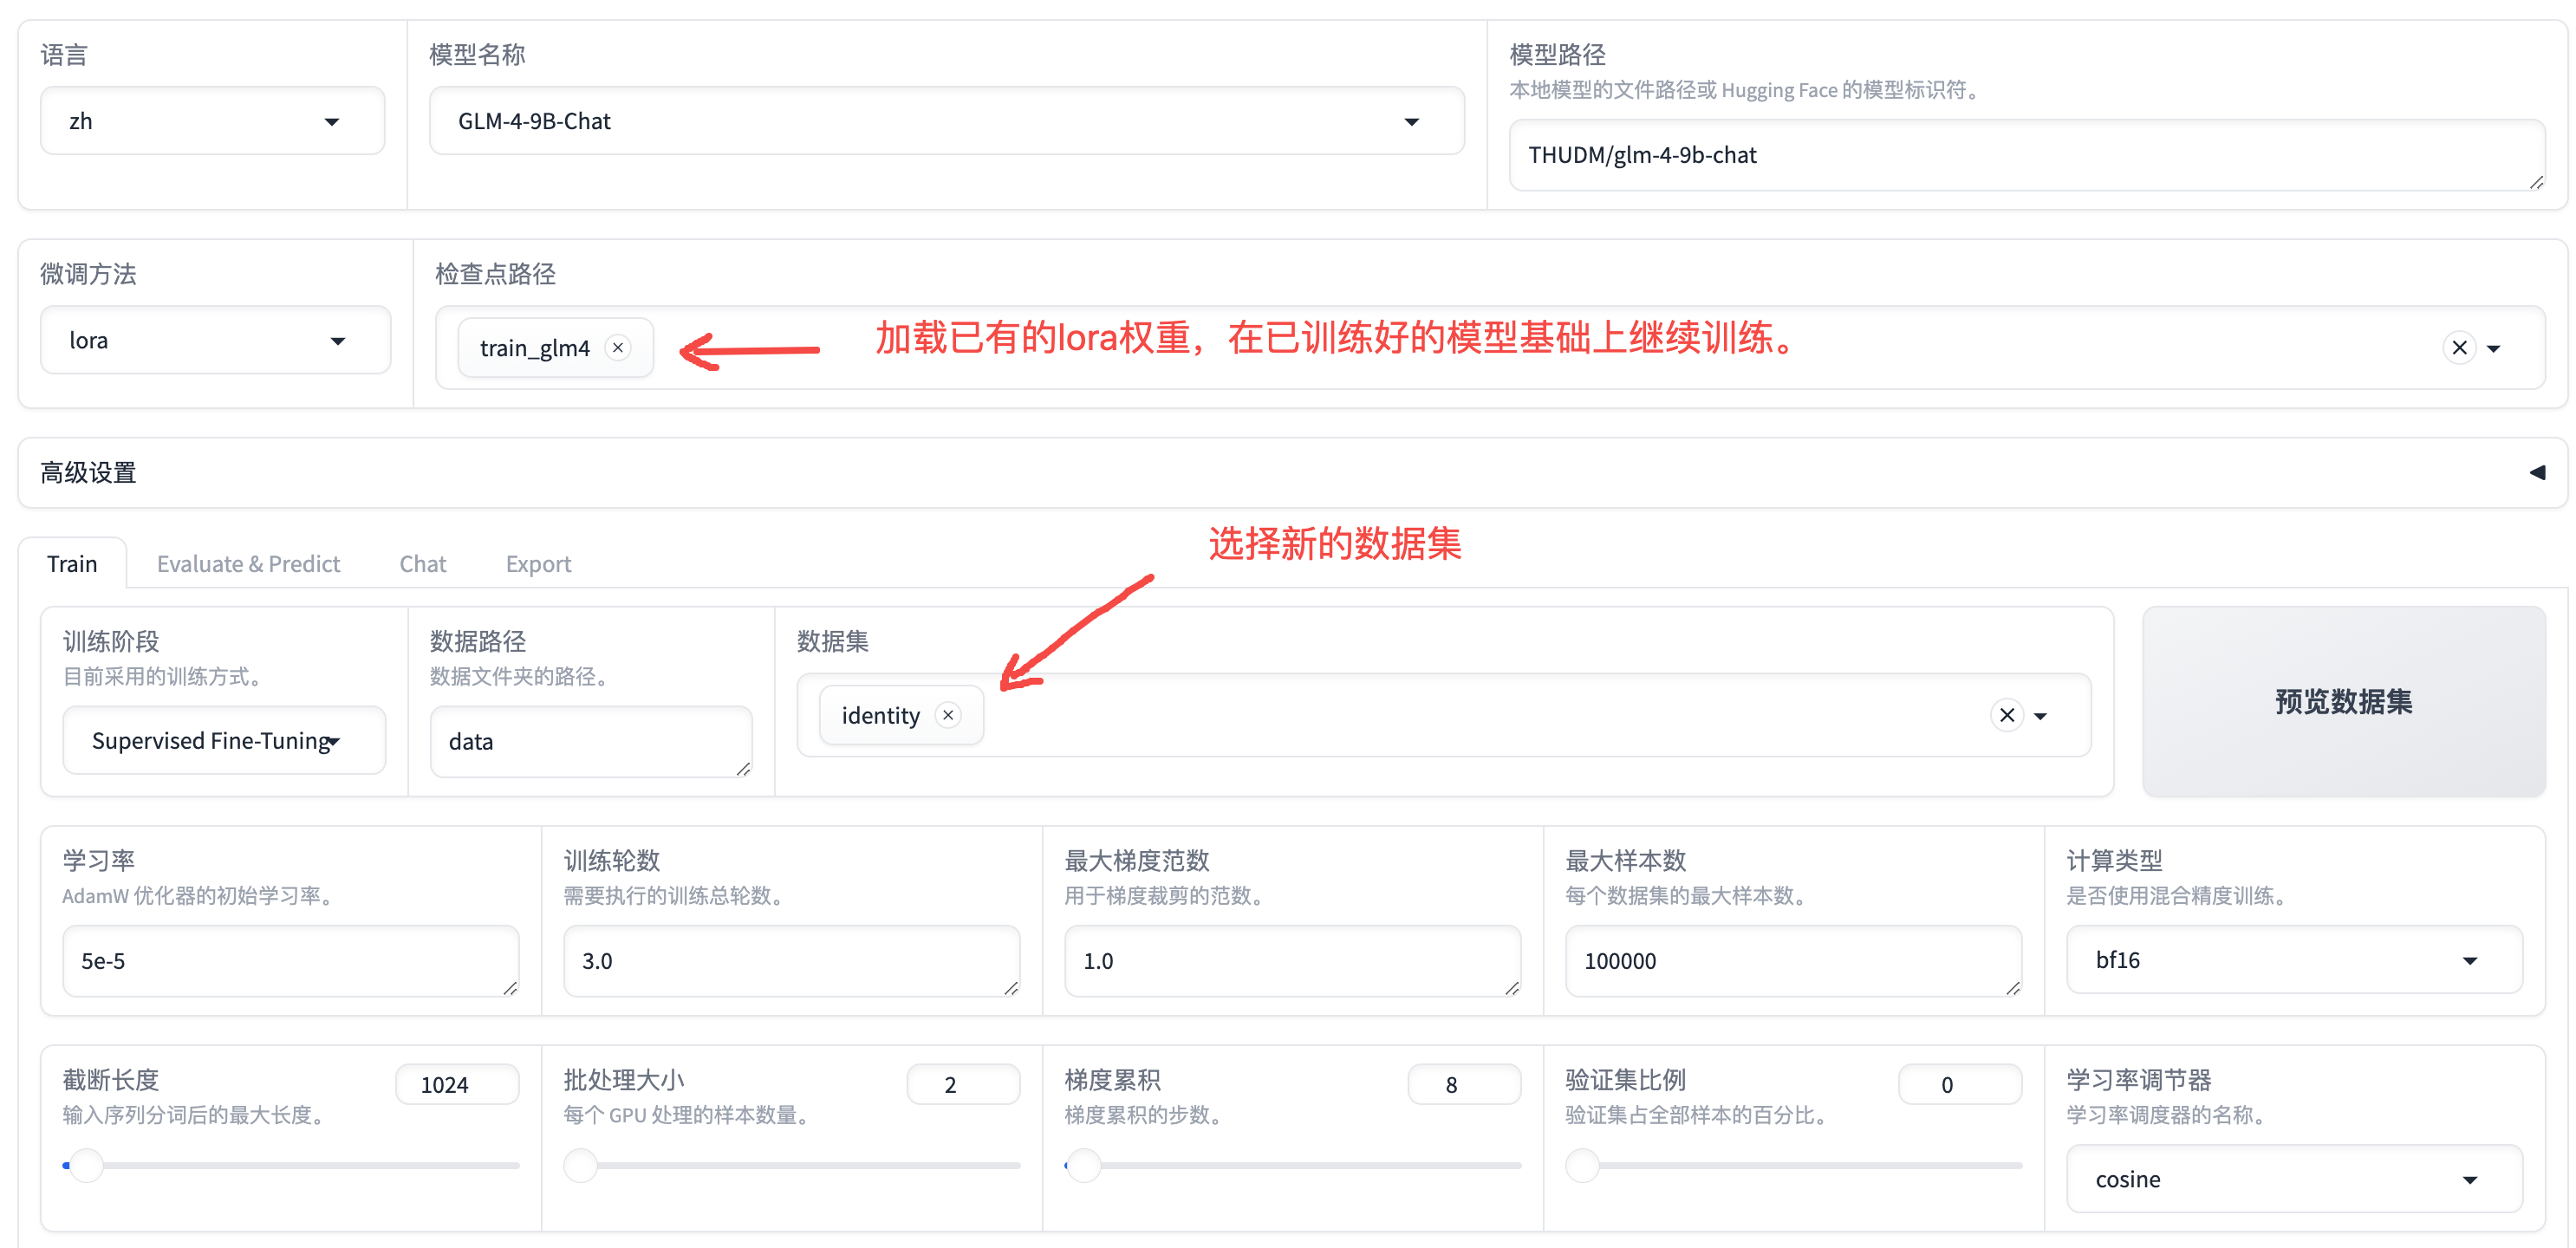 语言
zh
模型名称
GLM-4-9B-Chat
模型路径
本地模型的文件路径或 Hugging Face 的模型标识符。
THUDM/glm-4-9b-chat
微调方法
lora
检查点路径
train_glm4
加载已有的lora权重，在已训练好的模型基础上继续训练。
高级设置
选择新的数据集
Train
Evaluate & Predict
Chat
Export
训练阶段
目前采用的训练方式。
Supervised Fine-Tuning
数据路径
数据文件夹的路径。
data
数据集
identity
预览数据集
学习率
AdamW 优化器的初始学习率。
5e-5
训练轮数
需要执行的训练总轮数。
3.0
最大梯度范数
用于梯度裁剪的范数。
1.0
最大样本数
每个数据集的最大样本数。
100000
计算类型
是否使用混合精度训练。
bf16
截断长度
1024
输入序列分词后的最大长度。
批处理大小
2
每个 GPU 处理的样本数量。
梯度累积
8
梯度累积的步数。
验证集比例
0
验证集占全部样本的百分比。
学习率调节器
学习率调度器的名称。
cosine